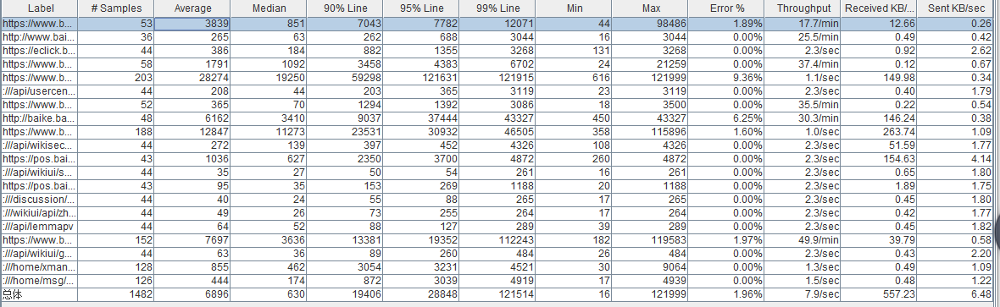 Label # Samples Average Median 90% Line 95% Line 99% Line Min Max Error % Throughput Received KB/... Sent KB/sec
https://www.b... 53 3839 851 7043 7782 12071 44 98486 1.89% 17.7/min 12.66 0.26
http://www.bai... 36 265 63 262 688 3044 16 3044 0.00% 25.5/min 0.49 0.42
https://eclick.b... 44 386 184 882 1355 3268 131 3268 0.00% 2.3/sec 0.92 2.62
https://www.b... 58 1791 1092 3458 4383 6702 24 21259 0.00% 37.4/min 0.12 0.67
https://www.b... 203 28274 19250 59298 121631 121915 616 121999 9.36% 1.1/sec 149.98 0.34
:///api/usercen... 44 208 44 203 365 3119 23 3119 0.00% 2.3/sec 0.40 1.79
https://www.b... 52 365 70 1294 1392 3086 18 3500 0.00% 35.5/min 0.22 0.54
http://baike.ba... 48 6162 3410 9037 37444 43327 450 43327 6.25% 30.3/min 146.24 0.38
https://www.b... 188 12847 11273 23531 30932 46505 358 115896 1.60% 1.0/sec 263.74 1.09
:///api/wikisec... 44 272 139 397 452 4326 108 4326 0.00% 2.3/sec 51.59 1.77
https://pos.bai... 43 1036 627 2350 3700 4872 260 4872 0.00% 2.3/sec 154.63 4.14
:///api/wikiui/s... 44 35 27 50 54 261 16 261 0.00% 2.3/sec 0.65 1.80
https://pos.bai... 43 95 35 153 269 1188 20 1188 0.00% 2.3/sec 1.89 1.75
:///discussion/... 44 40 24 55 88 265 17 265 0.00% 2.3/sec 0.45 1.80
:///wikiui/api/zh... 44 49 26 73 255 264 17 264 0.00% 2.3/sec 0.42 1.77
:///api/lemmapv 44 64 52 88 127 289 39 289 0.00% 2.3/sec 0.45 1.82
https://www.b... 152 7697 3636 13381 19352 112243 182 119583 1.97% 49.9/min 39.79 0.58
:///api/wikiui/g... 44 63 36 89 260 484 26 484 0.00% 2.3/sec 0.43 2.20
:///home/xman... 128 855 462 3054 3231 4521 30 9064 0.00% 1.3/sec 0.49 1.09
:///home/msg/... 126 444 174 872 3039 4919 17 4939 0.00% 1.5/sec 0.48 1.22
总体 1482 6896 630 19406 28848 121514 16 121999 1.96% 7.9/sec 557.23 6.48